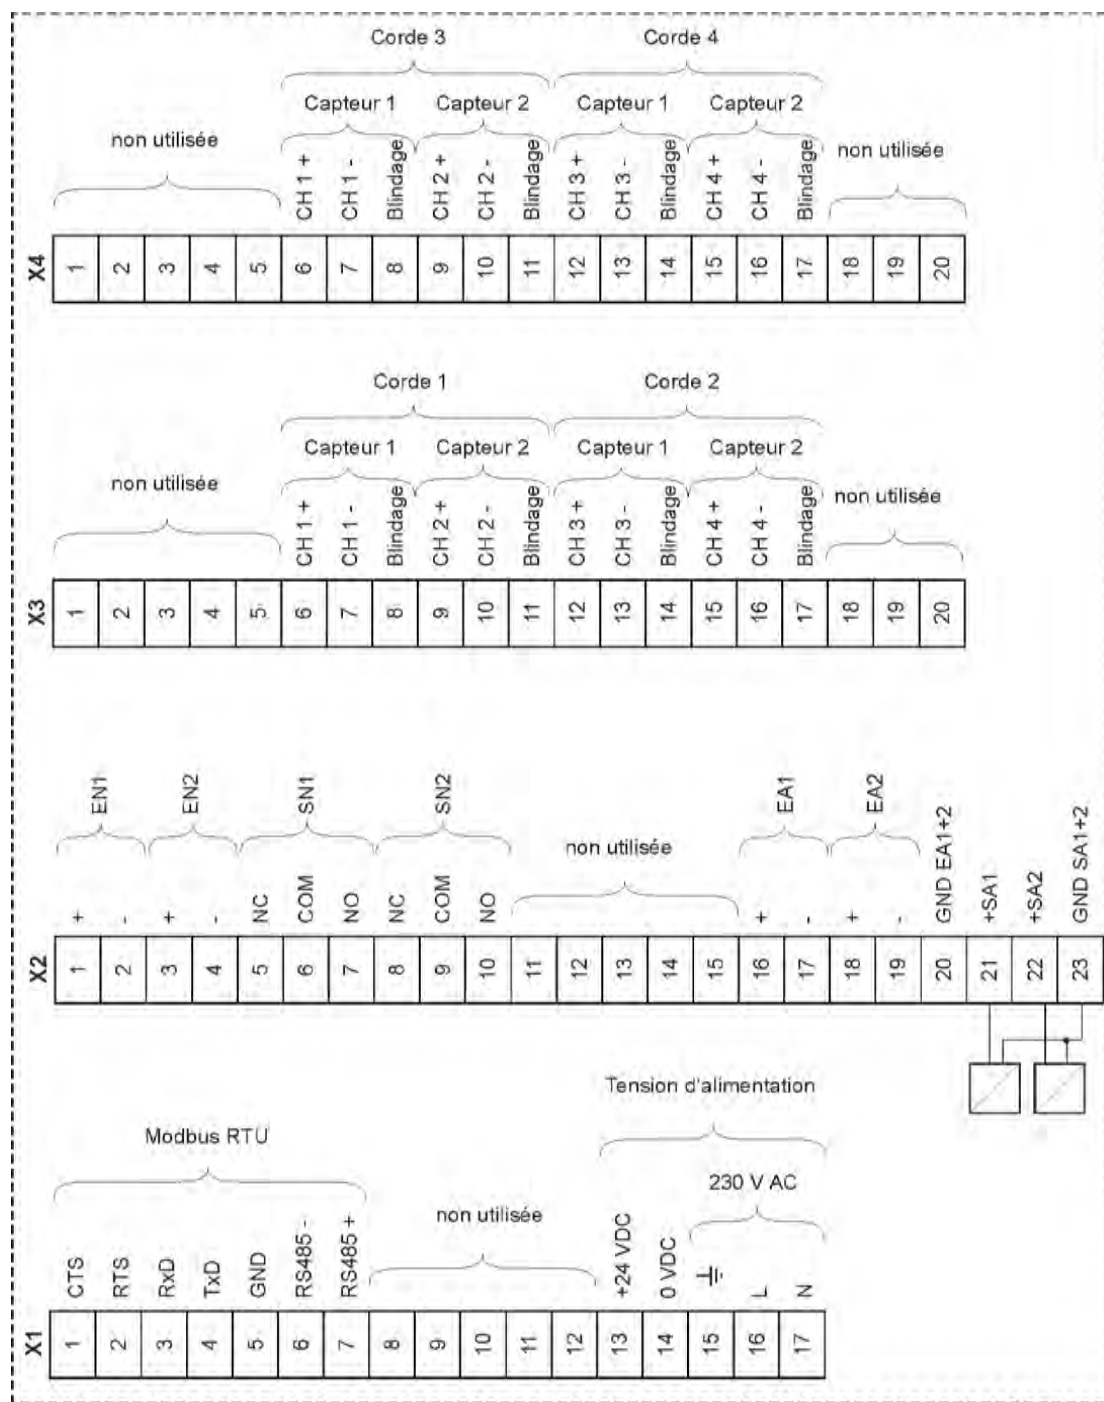 Corde 3 Corde 4
Capteur 1 Capteur 2 Capteur 1 Capteur 2
non utilisée non utilisée
CH 1 + CH 1 - Blindage CH 2 + CH 2 - Blindage CH 3 + CH 3 - Blindage CH 4 + CH 4 - Blindage
X4 1 2 3 4 5 6 7 8 9 10 11 12 13 14 15 16 17 18 19 20
Corde 1 Corde 2
Capteur 1 Capteur 2 Capteur 1 Capteur 2
non utilisée non utilisée
CH 1 + CH 1 - Blindage CH 2 + CH 2 - Blindage CH 3 + CH 3 - Blindage CH 4 + CH 4 - Blindage
X3 1 2 3 4 5 6 7 8 9 10 11 12 13 14 15 16 17 18 19 20
EN1 EN2 SN1 SN2 non utilisée EA1 EA2
+ - + - NC COM NO NC COM NO + - + - GND EA1+2 +SA1 +SA2 GND SA1+2
X2 1 2 3 4 5 6 7 8 9 10 11 12 13 14 15 16 17 18 19 20 21 22 23
Tension d'alimentation
Modbus RTU
230 V AC
non utilisée
CTS RTS RxD TxD GND RS485 - RS485 + +24 VDC 0 VDC L N
X1 1 2 3 4 5 6 7 8 9 10 11 12 13 14 15 16 17